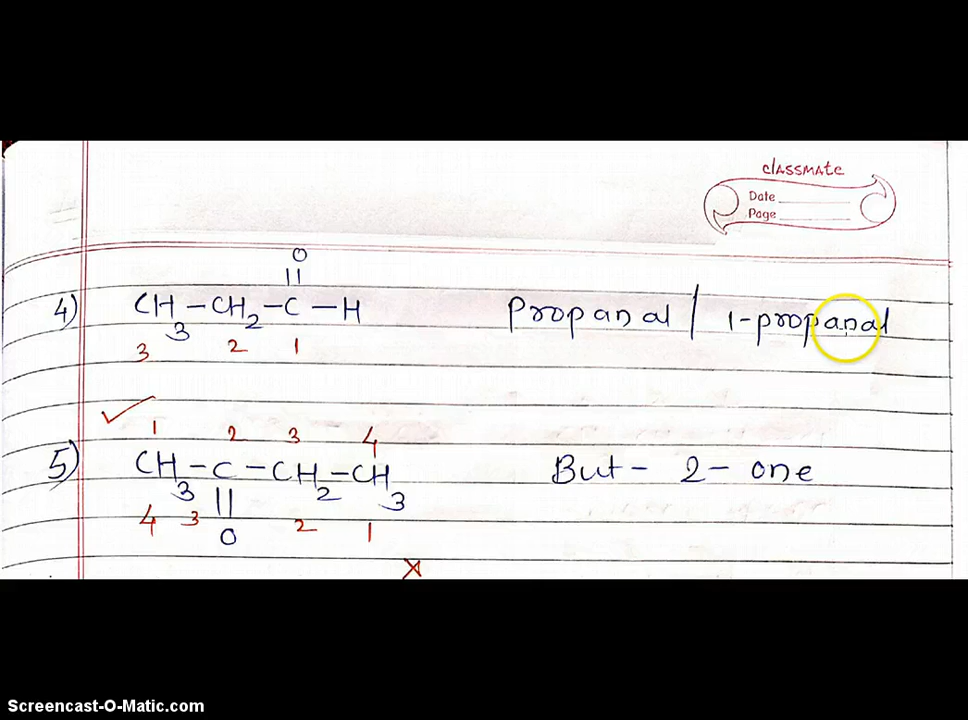 classmate
Date
Page
O
||
4) CH3 – CH2 – C – H Propanal / 1-propanal
3 2 1
✓
1 2 3 4
5) CH3 – C – CH2 – CH3 But - 2 - one
||
4 3 2 1
O
×
Screencast-O-Matic.com